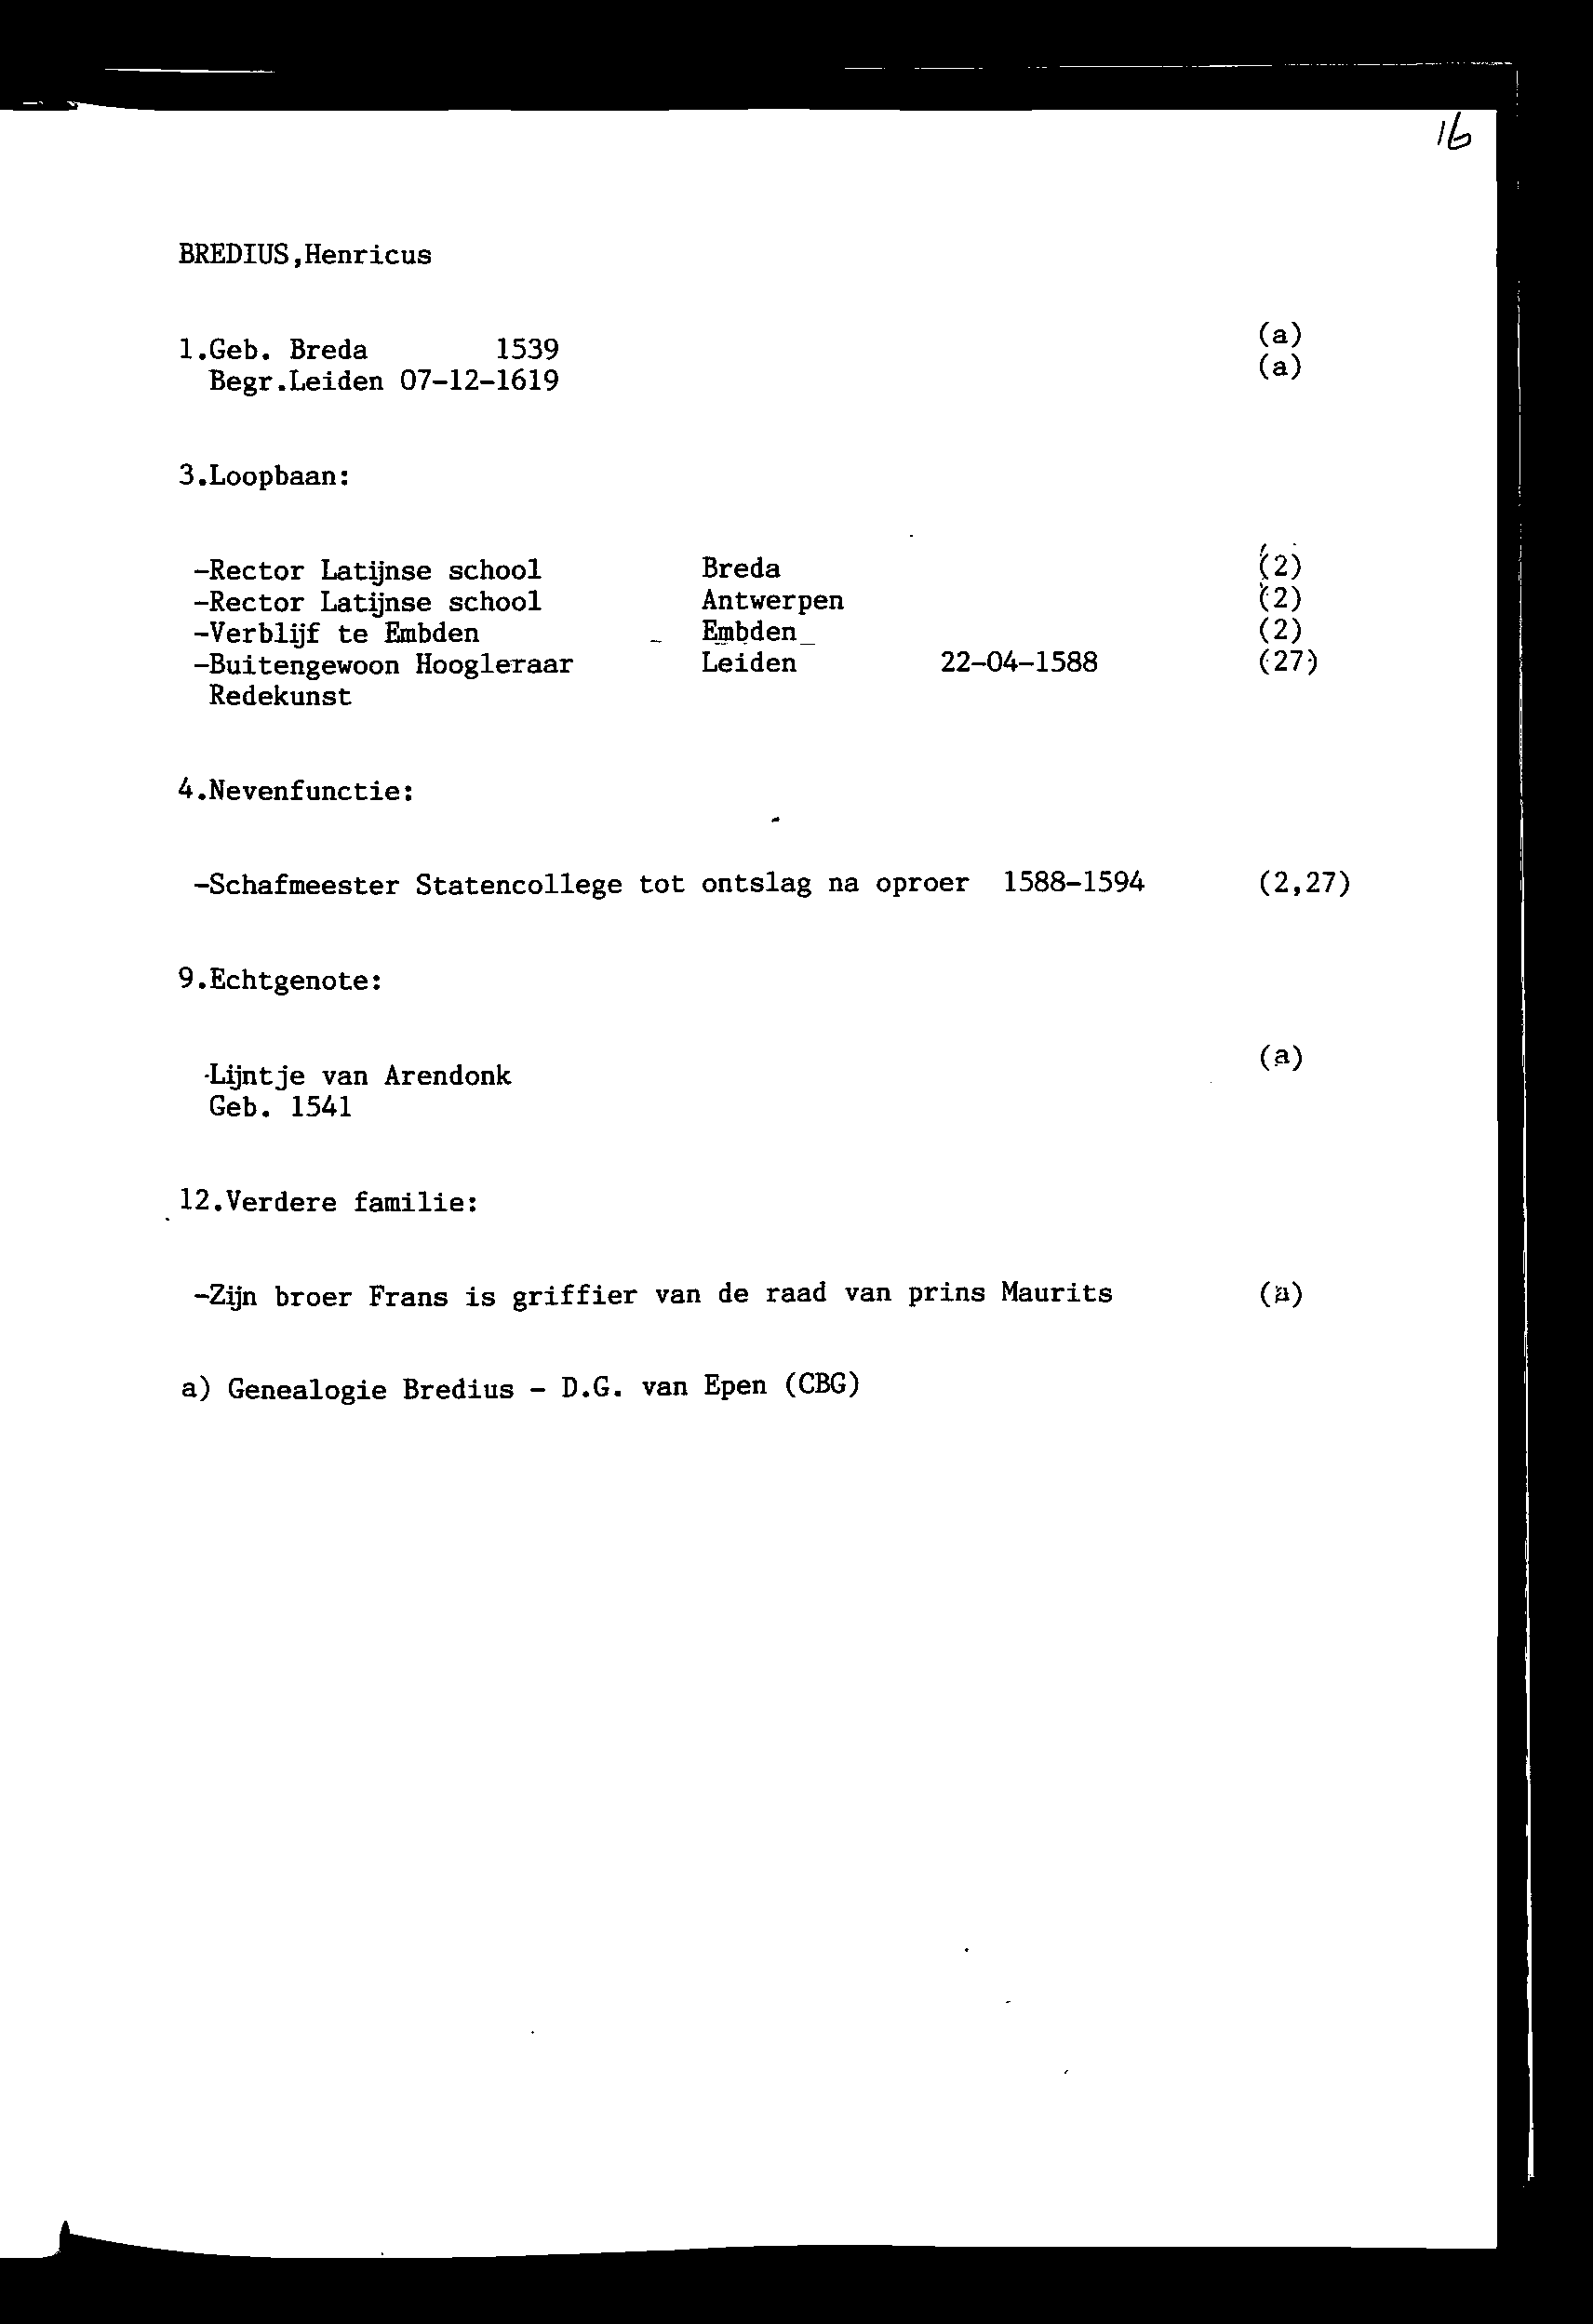 16
BREDIUS,Henricus
1.Geb. Breda 1539 (a)
Begr.Leiden 07-12-1619 (a)
3.Loopbaan:
-Rector Latijnse school Breda (2)
-Rector Latijnse school Antwerpen (2)
-Verblijf te Embden Embden (2)
-Buitengewoon Hoogleraar Leiden 22-04-1588 (27)
Redekunst
4.Nevenfunctie:
-Schafmeester Statencollege tot ontslag na oproer 1588-1594 (2,27)
9.Echtgenote:
-Lijntje van Arendonk (a)
Geb. 1541
12.Verdere familie:
-Zijn broer Frans is griffier van de raad van prins Maurits (a)
a) Genealogie Bredius - D.G. van Epen (CBG)